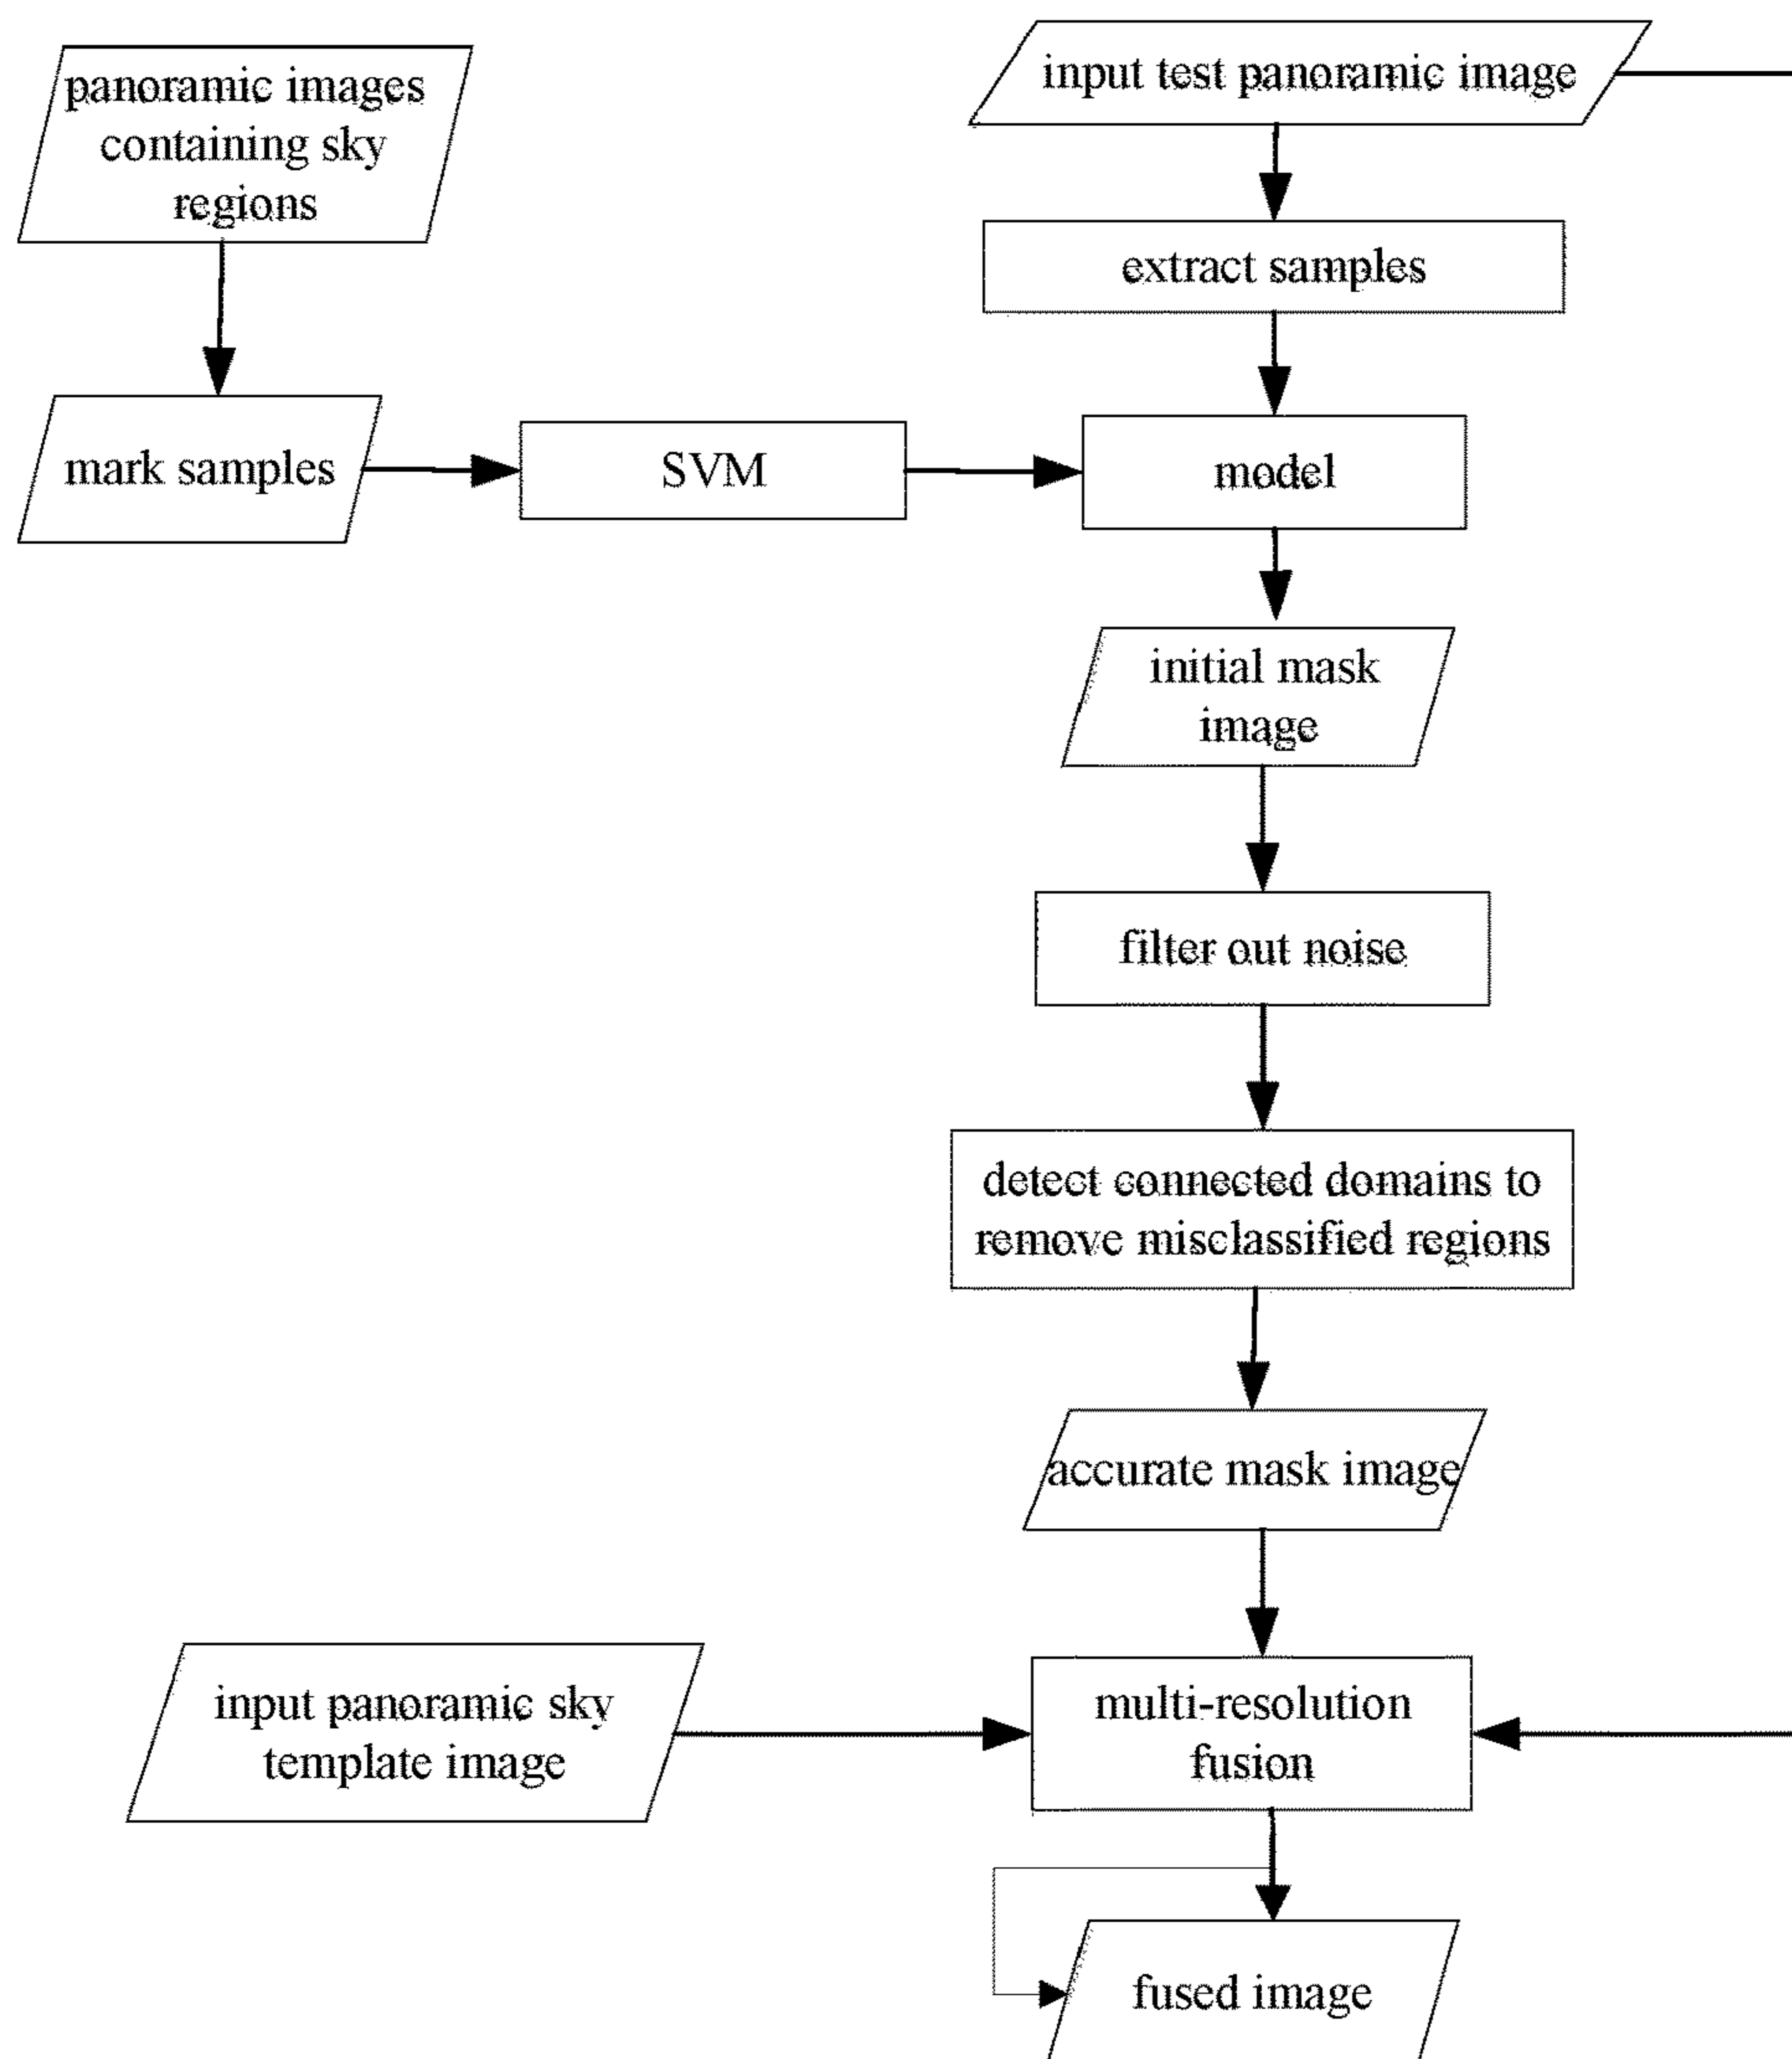 panoramic images
containing sky
regions
input test panoramic image
extract samples
mark samples
SVM
model
initial mask
image
filter out noise
detect connected domains to
remove misclassified regions
accurate mask image
input panoramic sky
template image
multi-resolution
fusion
fused image